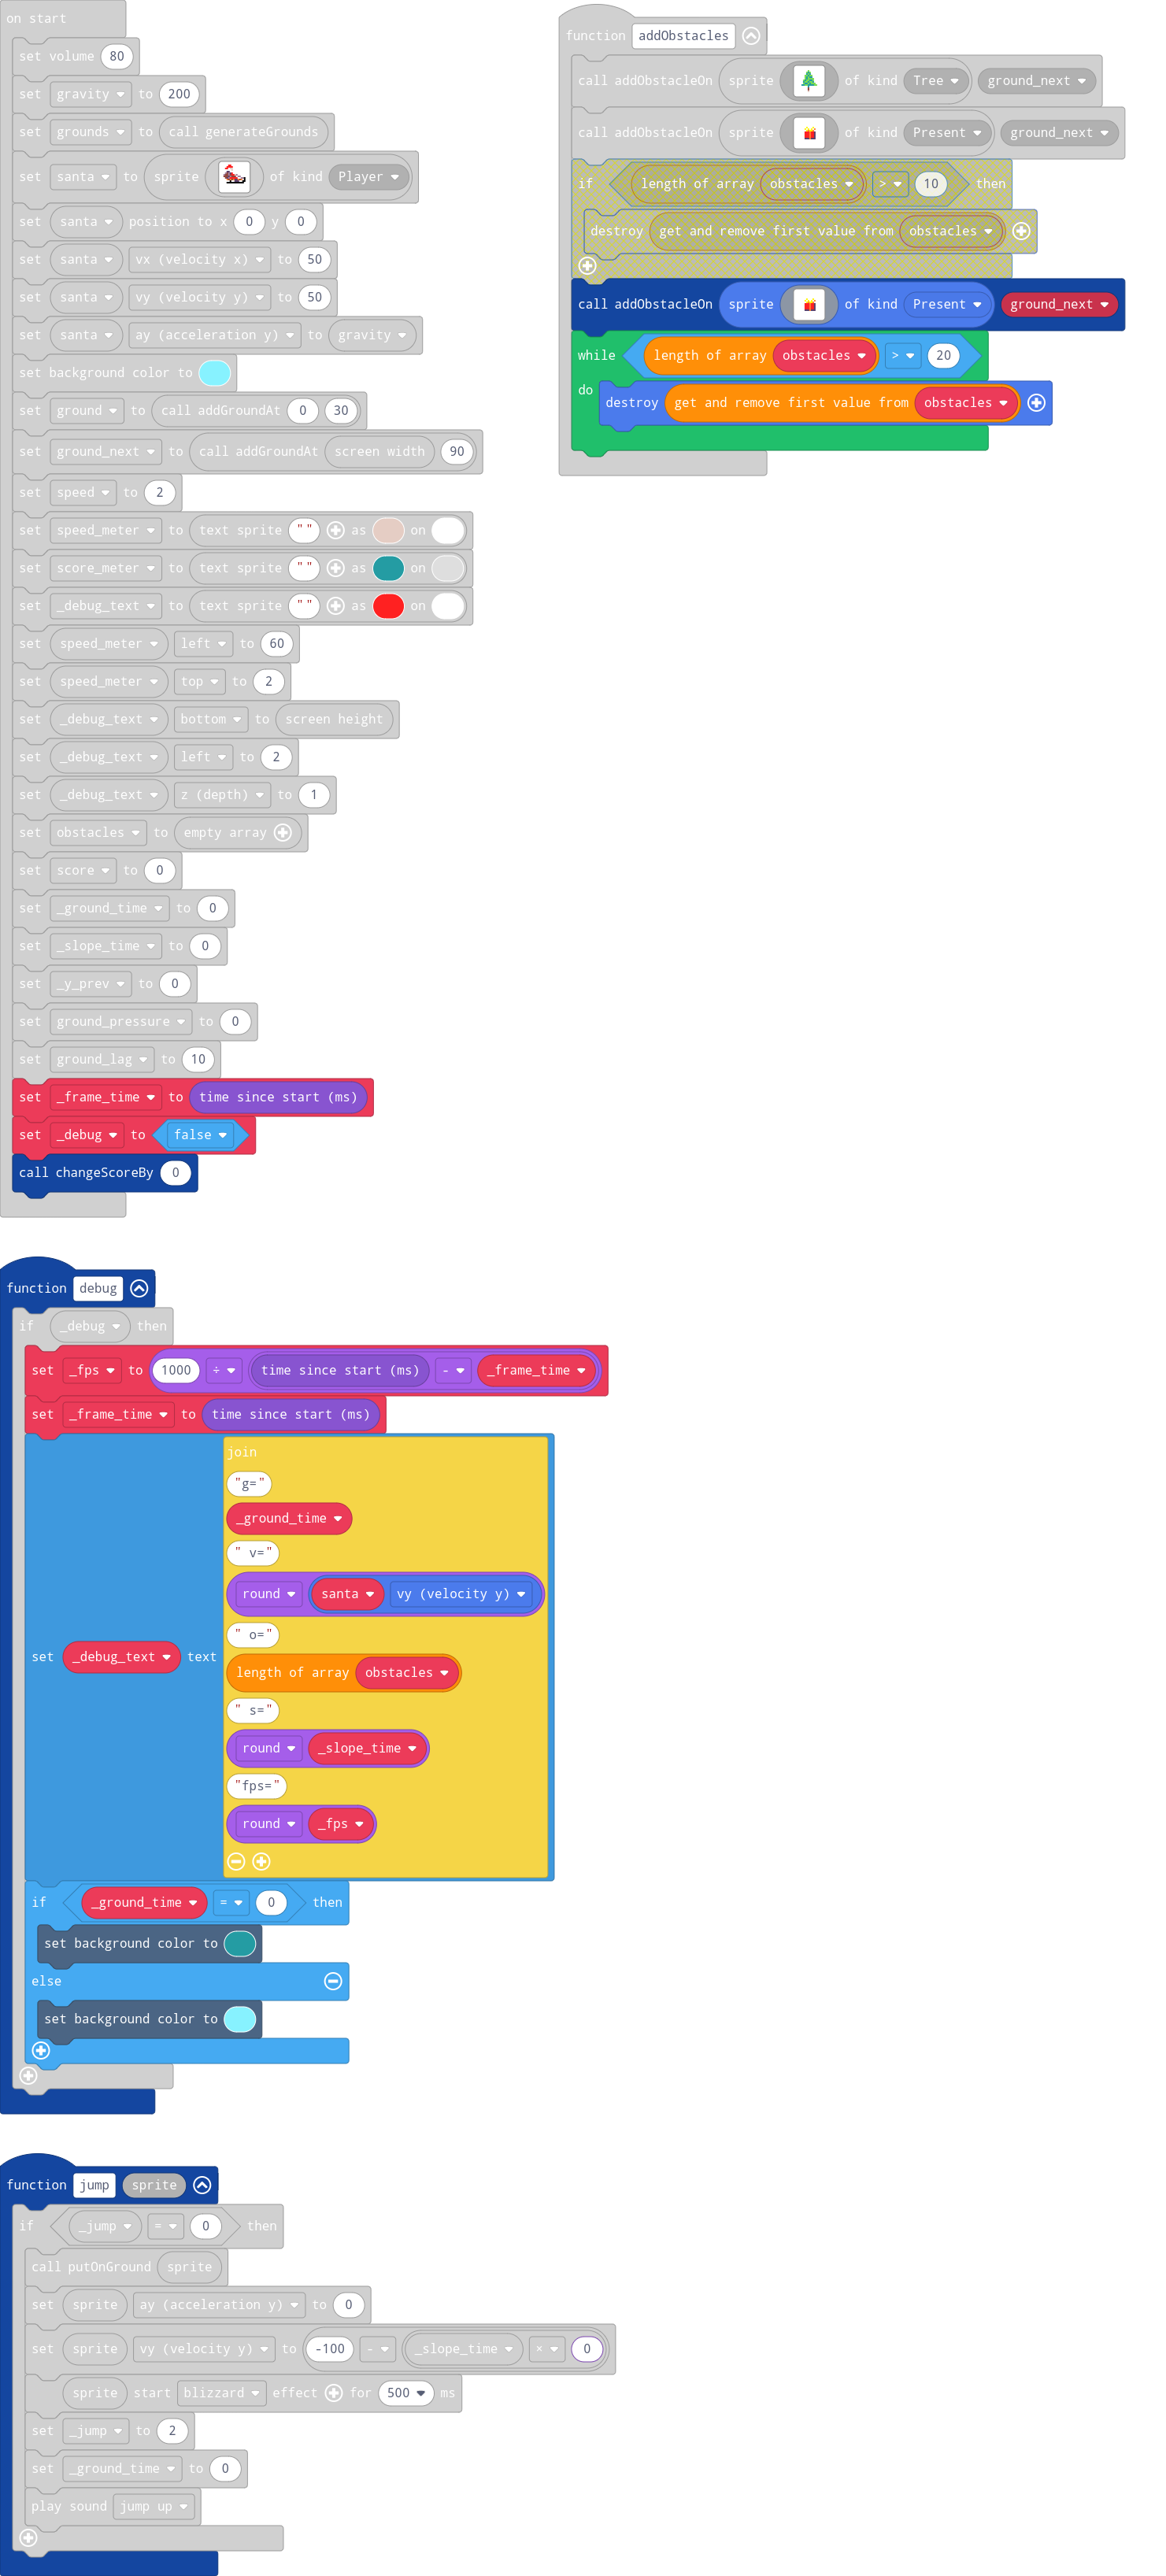 on start
set volume 80
set gravity to 200
set grounds to call generateGrounds
set santa to sprite of kind Player
set santa position to x 0 y 0
set santa vx (velocity x) to 50
set santa vy (velocity y) to 50
set santa ay (acceleration y) to gravity
set background color to
set ground to call addGroundAt 0 30
set ground_next to call addGroundAt screen width 90
set speed to 2
set speed_meter to text sprite "" as on
set score_meter to text sprite "" as on
set _debug_text to text sprite "" as on
set speed_meter left to 60
set speed_meter top to 2
set _debug_text bottom to screen height
set _debug_text left to 2
set _debug_text z (depth) to 1
set obstacles to empty array
set score to 0
set _ground_time to 0
set _slope_time to 0
set _y_prev to 0
set ground_pressure to 0
set ground_lag to 10
set _frame_time to time since start (ms)
set _debug to false
call changeScoreBy 0
function addObstacles
call addObstacleOn sprite of kind Tree ground_next
call addObstacleOn sprite of kind Present ground_next
if length of array obstacles > 10 then
destroy get and remove first value from obstacles
call addObstacleOn sprite of kind Present ground_next
while length of array obstacles > 20
do
destroy get and remove first value from obstacles
function debug
if _debug then
set _fps to 1000 ÷ time since start (ms) - _frame_time
set _frame_time to time since start (ms)
set _debug_text text
join
"g="
_ground_time
" v="
round santa vy (velocity y)
" o="
length of array obstacles
" s="
round _slope_time
"fps="
round _fps
if _ground_time = 0 then
set background color to
else
set background color to
function jump sprite
if _jump = 0 then
call putOnGround sprite
set sprite ay (acceleration y) to 0
set sprite vy (velocity y) to -100 - _slope_time × 0
sprite start blizzard effect for 500 ms
set _jump to 2
set _ground_time to 0
play sound jump up